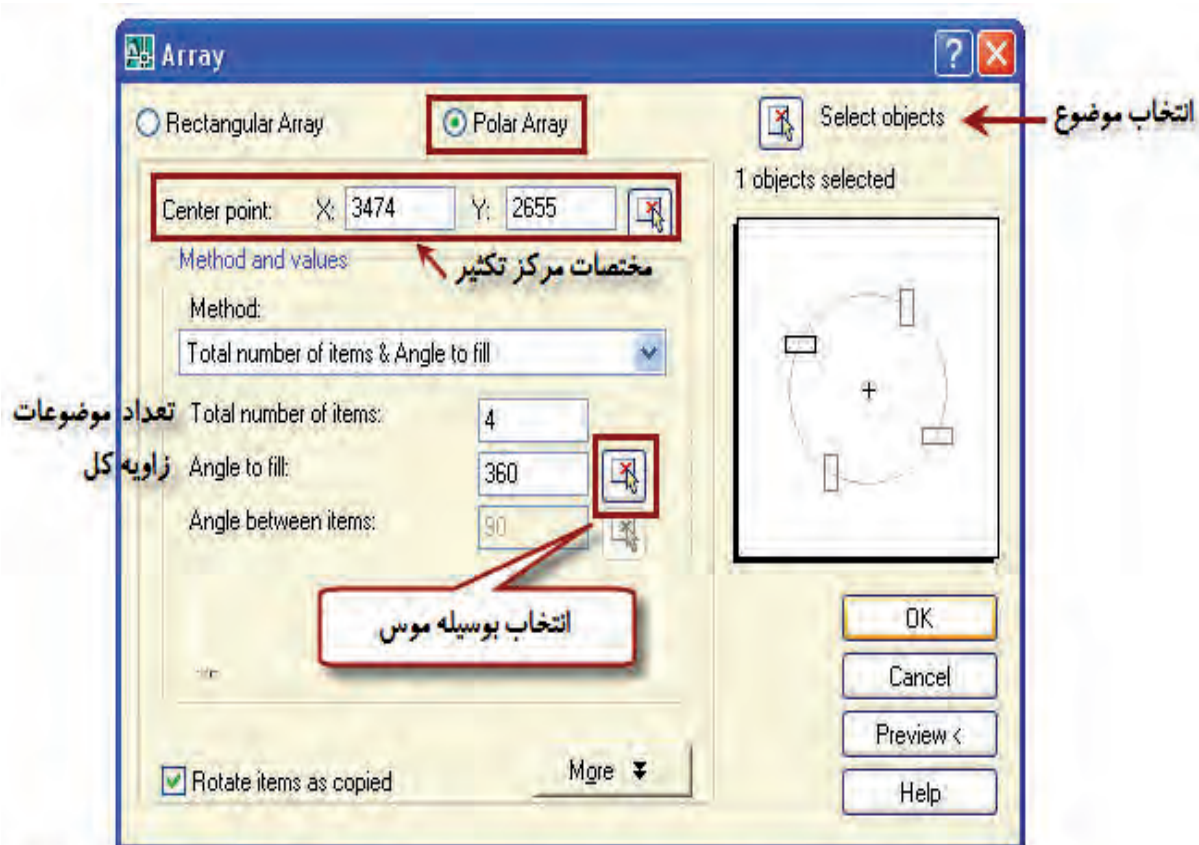 Array
Rectangular Array
Polar Array
Select objects
انتخاب موضوع
1 objects selected
Center point: X: 3474 Y: 2655
Method and values
مختصات مرکز تکثیر
Method:
Total number of items & Angle to fill
تعداد موضوعات
Total number of items: 4
زاویه کل
Angle to fill: 360
Angle between items: 90
انتخاب بوسیله موس
OK
Cancel
Preview <
Help
Rotate items as copied
More